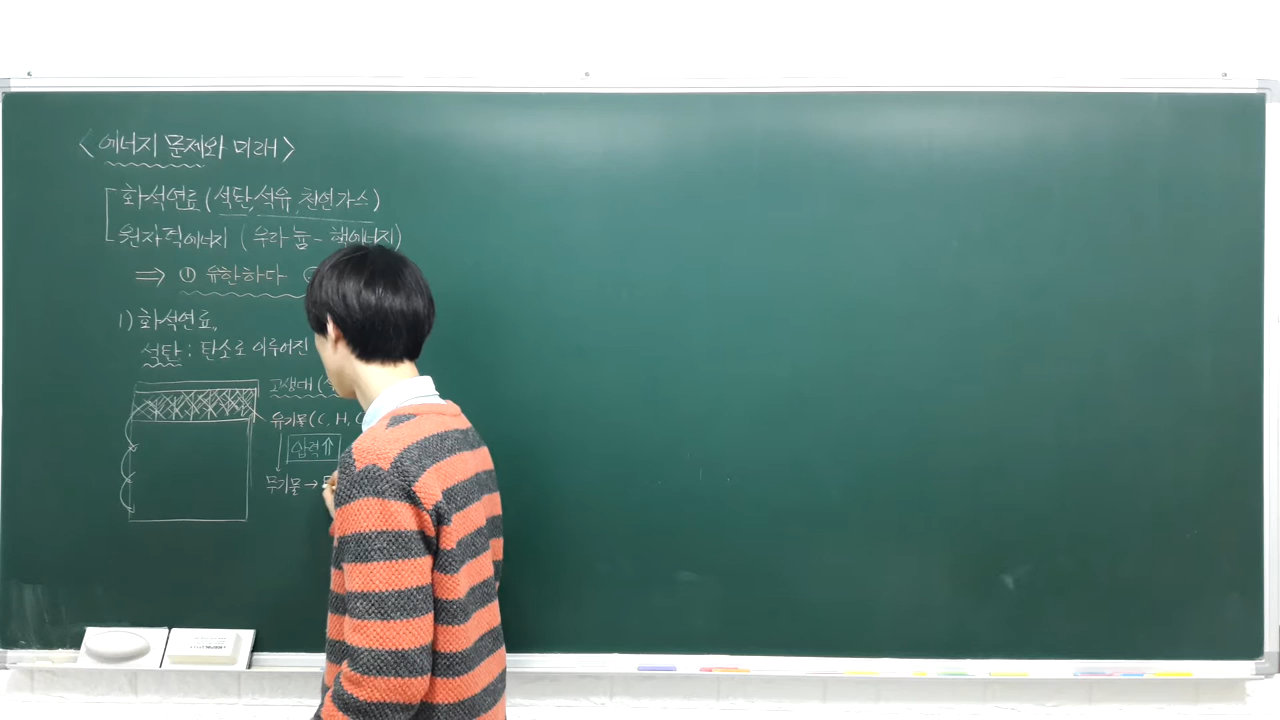 <에너지 문제와 미래>
화석연료 (석탄, 석유, 천연가스)
원자력에너지 (우라늄 - 핵에너지)
⇒ ① 유한하다
1) 화석연료.
석탄 : 탄소로 이루어진
고생대 (
유기물 (C, H,
압력⇑
무기물 →